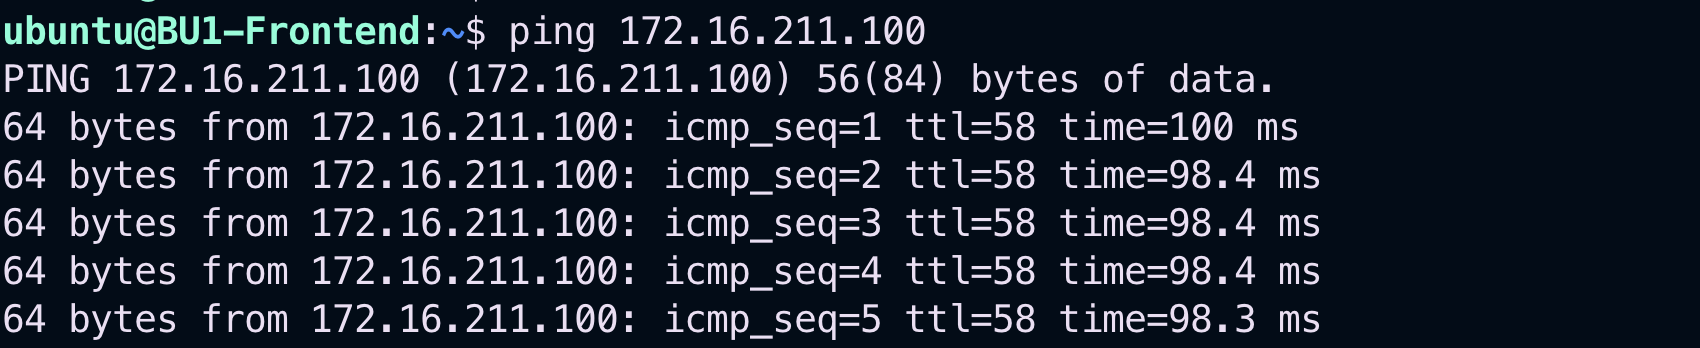 ubuntu@BU1-Frontend:~$ ping 172.16.211.100
PING 172.16.211.100 (172.16.211.100) 56(84) bytes of data.
64 bytes from 172.16.211.100: icmp_seq=1 ttl=58 time=100 ms
64 bytes from 172.16.211.100: icmp_seq=2 ttl=58 time=98.4 ms
64 bytes from 172.16.211.100: icmp_seq=3 ttl=58 time=98.4 ms
64 bytes from 172.16.211.100: icmp_seq=4 ttl=58 time=98.4 ms
64 bytes from 172.16.211.100: icmp_seq=5 ttl=58 time=98.3 ms